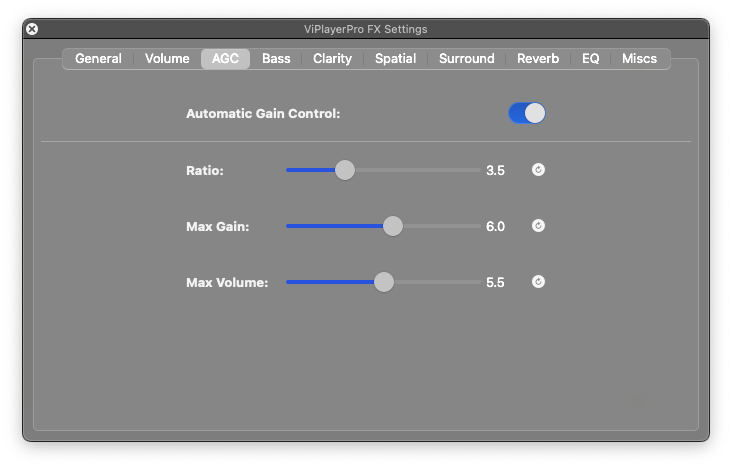 ViPlayerPro FX Settings
General Volume AGC Bass Clarity Spatial Surround Reverb EQ Miscs
Automatic Gain Control:
Ratio: 3.5
Max Gain: 6.0
Max Volume: 5.5